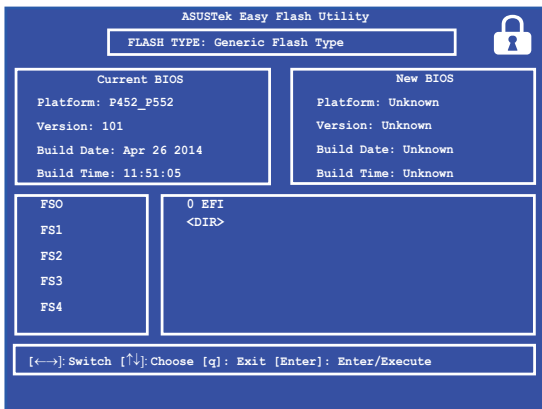 ASUSTek Easy Flash Utility
FLASH TYPE: Generic Flash Type
Current BIOS
Platform: P452_P552
Version: 101
Build Date: Apr 26 2014
Build Time: 11:51:05
New BIOS
Platform: Unknown
Version: Unknown
Build Date: Unknown
Build Time: Unknown
FSO
FS1
FS2
FS3
FS4
0 EFI
<DIR>
[←→]: Switch [↑↓]: Choose [q]: Exit [Enter]: Enter/Execute